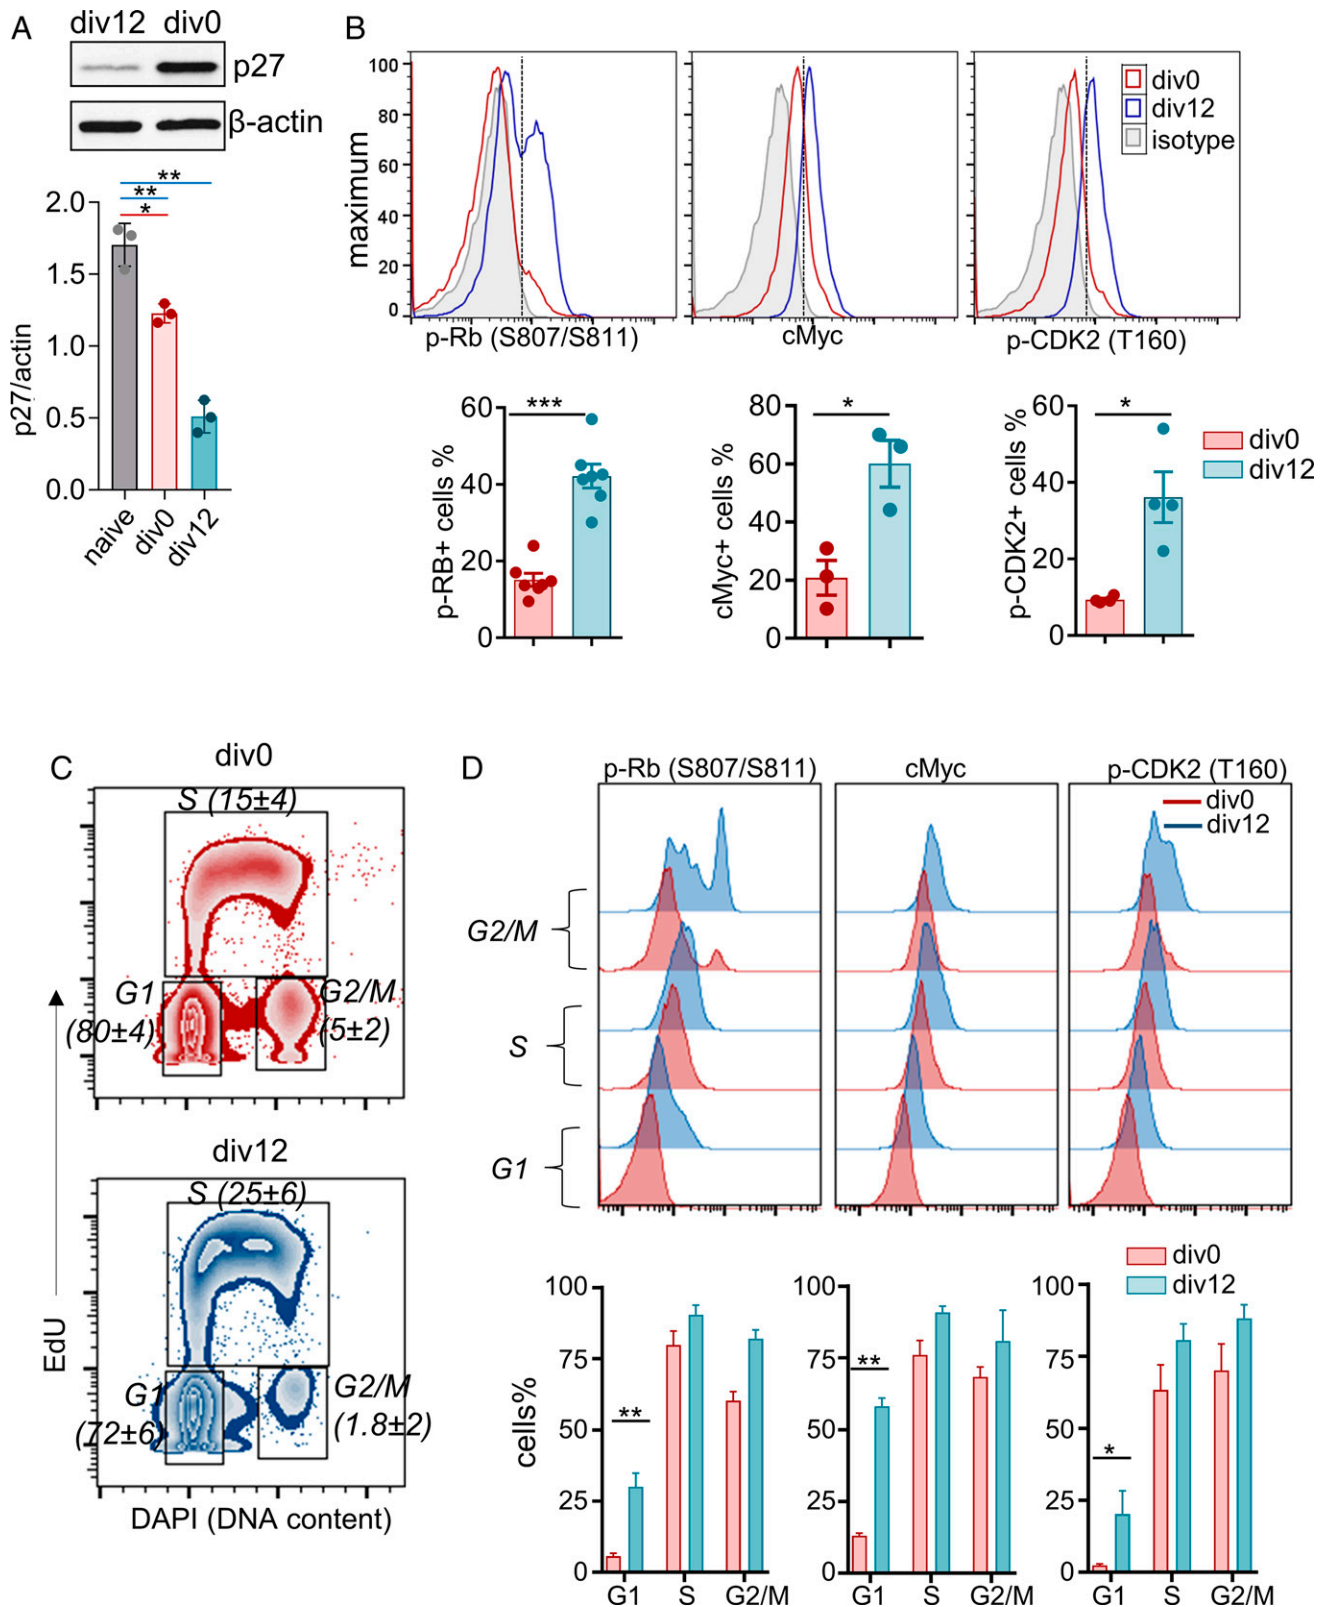 A
div12 div0
p27
β-actin
** 
**
*
2.0
1.5
1.0
0.5
0.0
p27/actin
naive
div0
div12
B
100
80
60
40
20
0
maximum
div0
div12
isotype
p-Rb (S807/S811)
cMyc
p-CDK2 (T160)
***
60
40
20
0
p-RB+ cells %
*
80
60
40
20
0
cMyc+ cells %
*
60
40
20
0
p-CDK2+ cells %
div0
div12
C
div0
S (15±4)
G1
(80±4)
G2/M
(5±2)
div12
S (25±6)
G1
(72±6)
G2/M
(1.8±2)
EdU
DAPI (DNA content)
D
p-Rb (S807/S811)
cMyc
p-CDK2 (T160)
div0
div12
G2/M
S
G1
div0
div12
100
75
50
25
0
cells%
**
G1 S G2/M
100
75
50
25
0
**
G1 S G2/M
100
75
50
25
0
*
G1 S G2/M